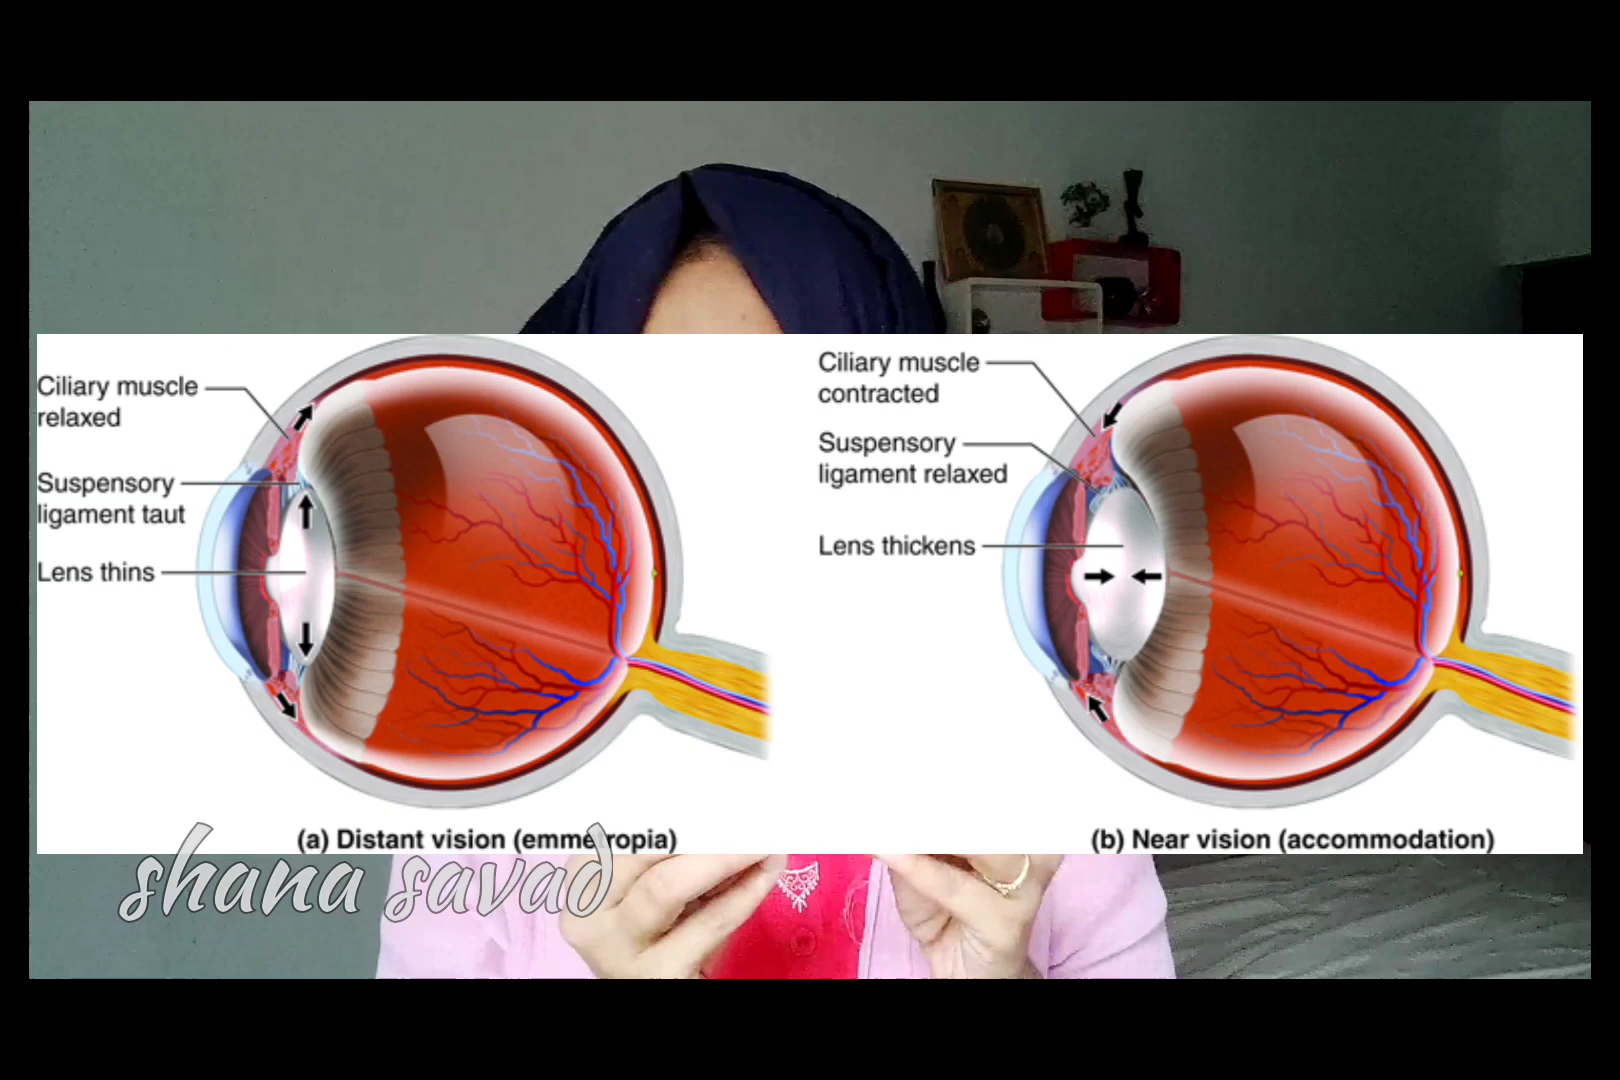 Ciliary muscle
relaxed
Suspensory
ligament taut
Lens thins
(a) Distant vision (emmetropia)
Ciliary muscle
contracted
Suspensory
ligament relaxed
Lens thickens
(b) Near vision (accommodation)
shana savad